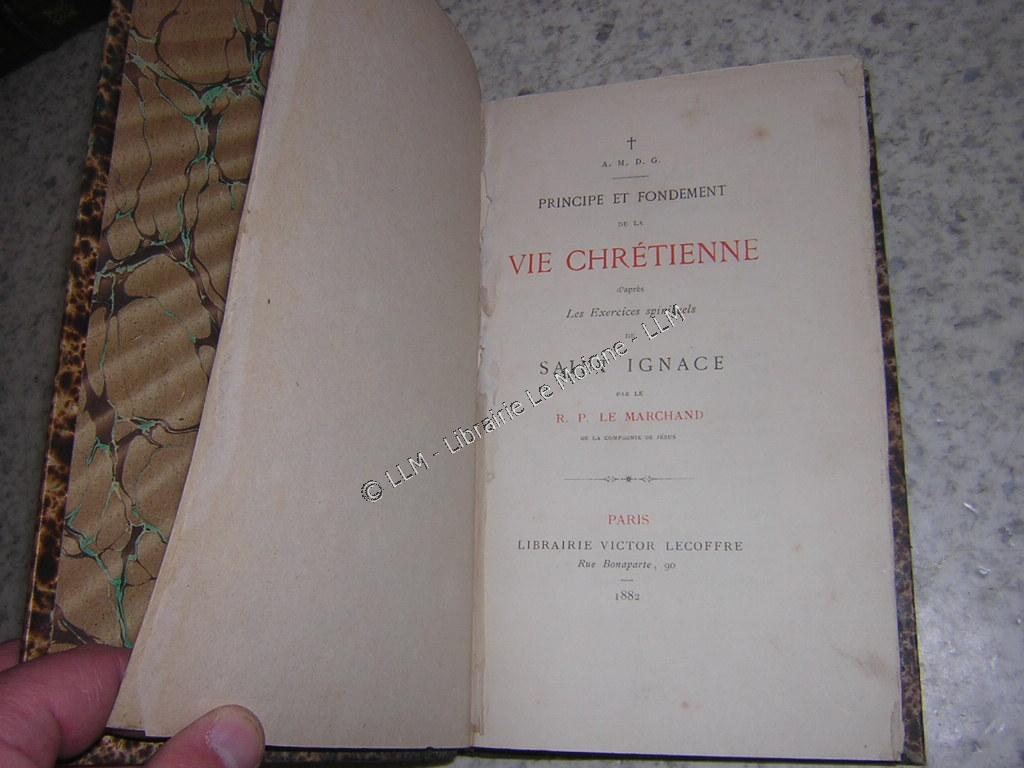 A. M. D. G.
PRINCIPE ET FONDEMENT
DE LA
VIE CHRÉTIENNE
d'après
Les Exercices spirituels
DE
SAINT IGNACE
PAR LE
R. P. LE MARCHAND
DE LA COMPAGNIE DE JÉSUS
PARIS
LIBRAIRIE VICTOR LECOFFRE
Rue Bonaparte, 90
1882
© LLM - Librairie Le Moigne - LLM